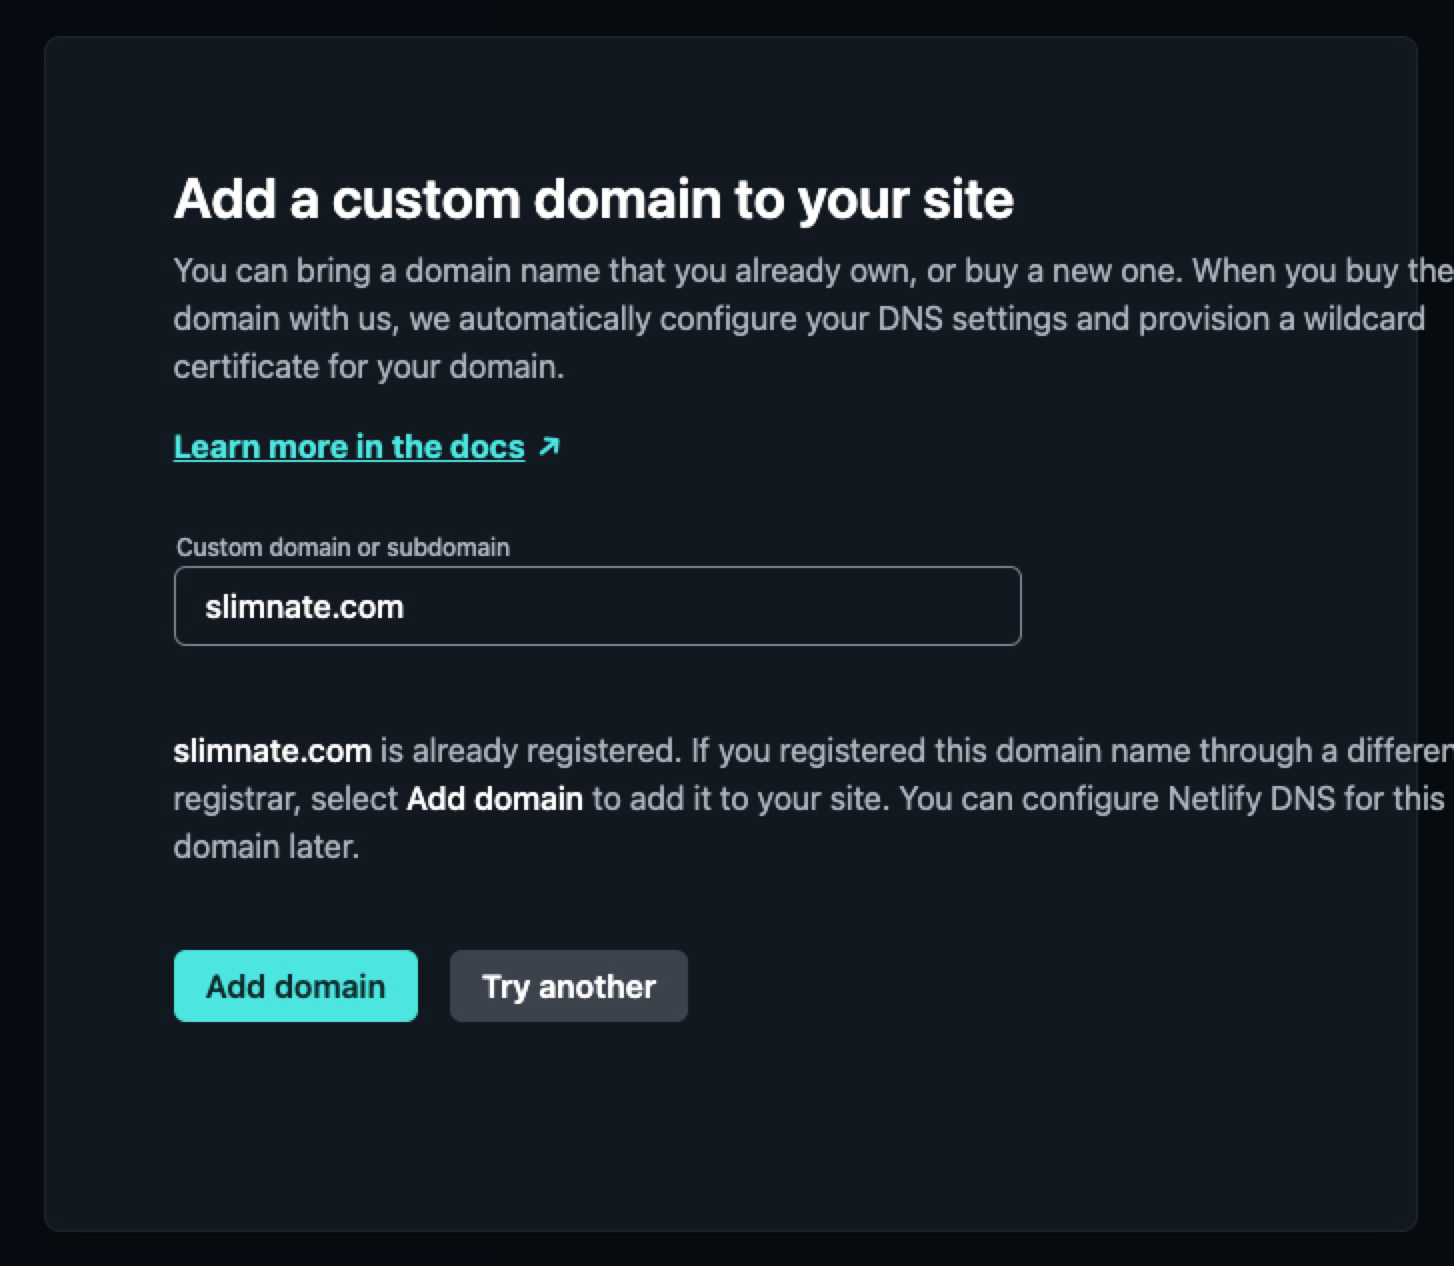 Add a custom domain to your site
You can bring a domain name that you already own, or buy a new one. When you buy the
domain with us, we automatically configure your DNS settings and provision a wildcard
certificate for your domain.
Learn more in the docs ↗
Custom domain or subdomain
slimnate.com
slimnate.com is already registered. If you registered this domain name through a differen
registrar, select Add domain to add it to your site. You can configure Netlify DNS for this
domain later.
Add domain Try another